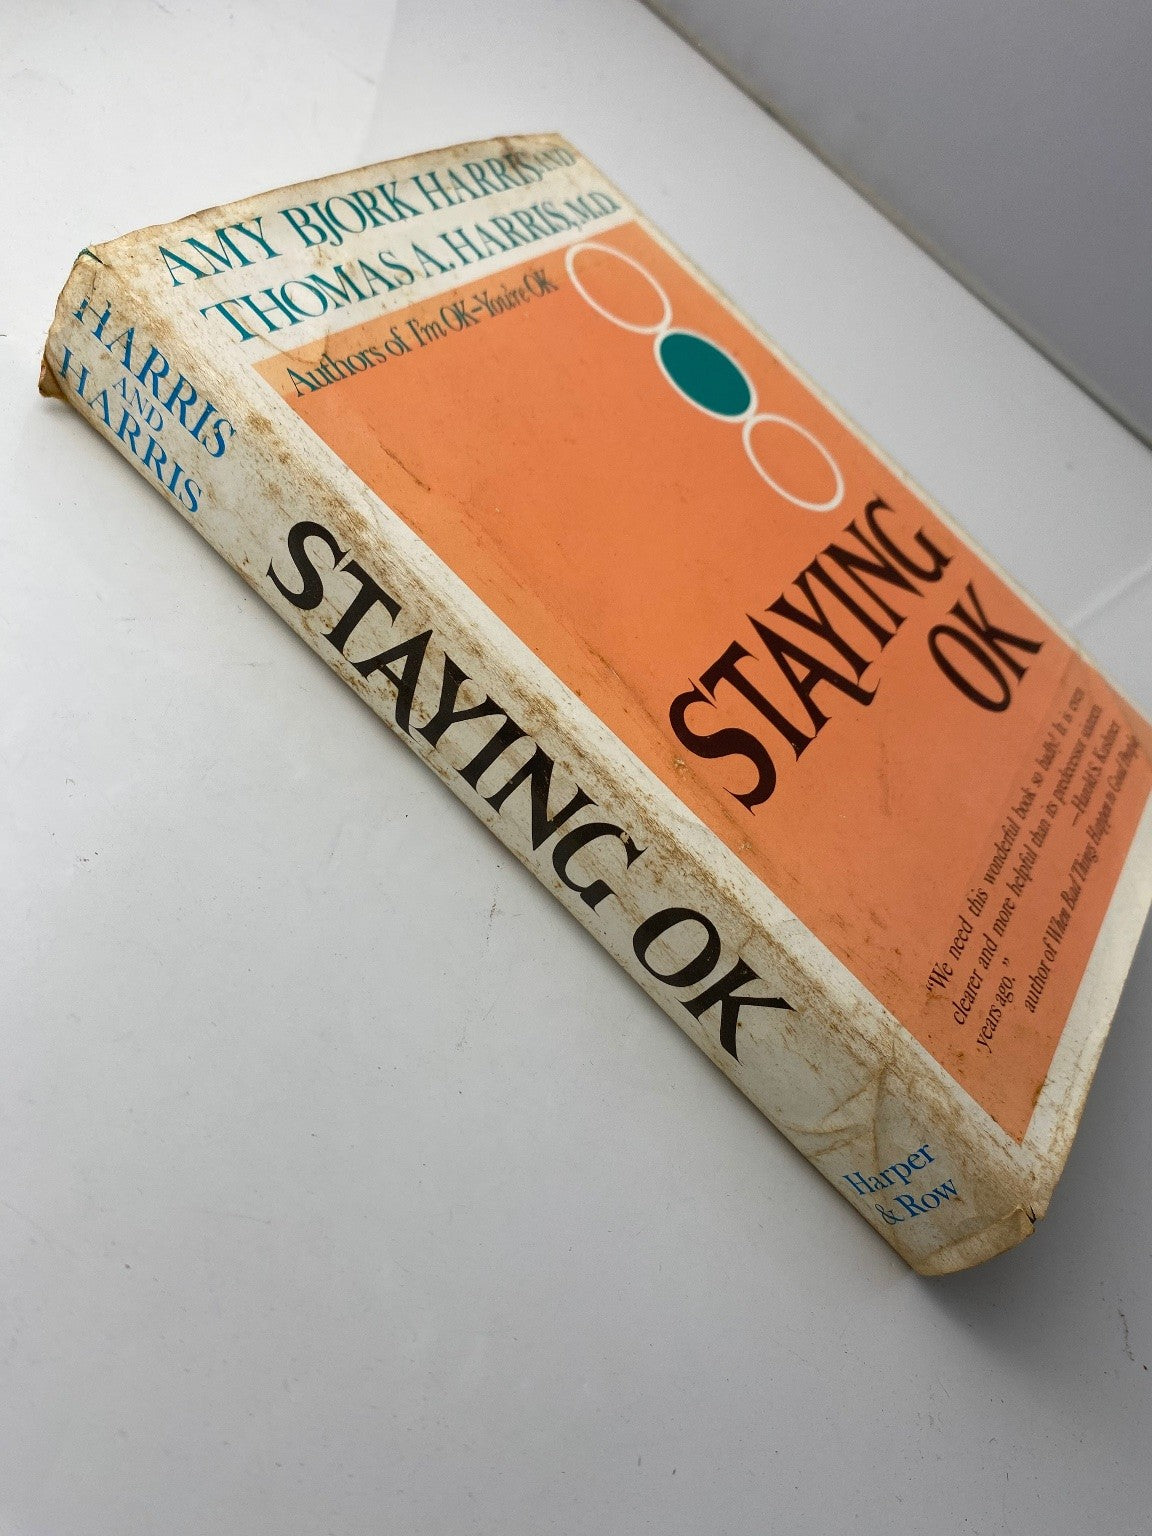 AMY BJORK HARRIS AND
THOMAS A. HARRIS, M.D.
Authors of I'm OK–You're OK
STAYING
OK
"We need this wonderful book so badly! It is even
clearer and more helpful than its predecessor sixteen
years ago."
—Harold S. Kushner
author of When Bad Things Happen to Good People
HARRIS
AND
HARRIS
STAYING OK
Harper
& Row